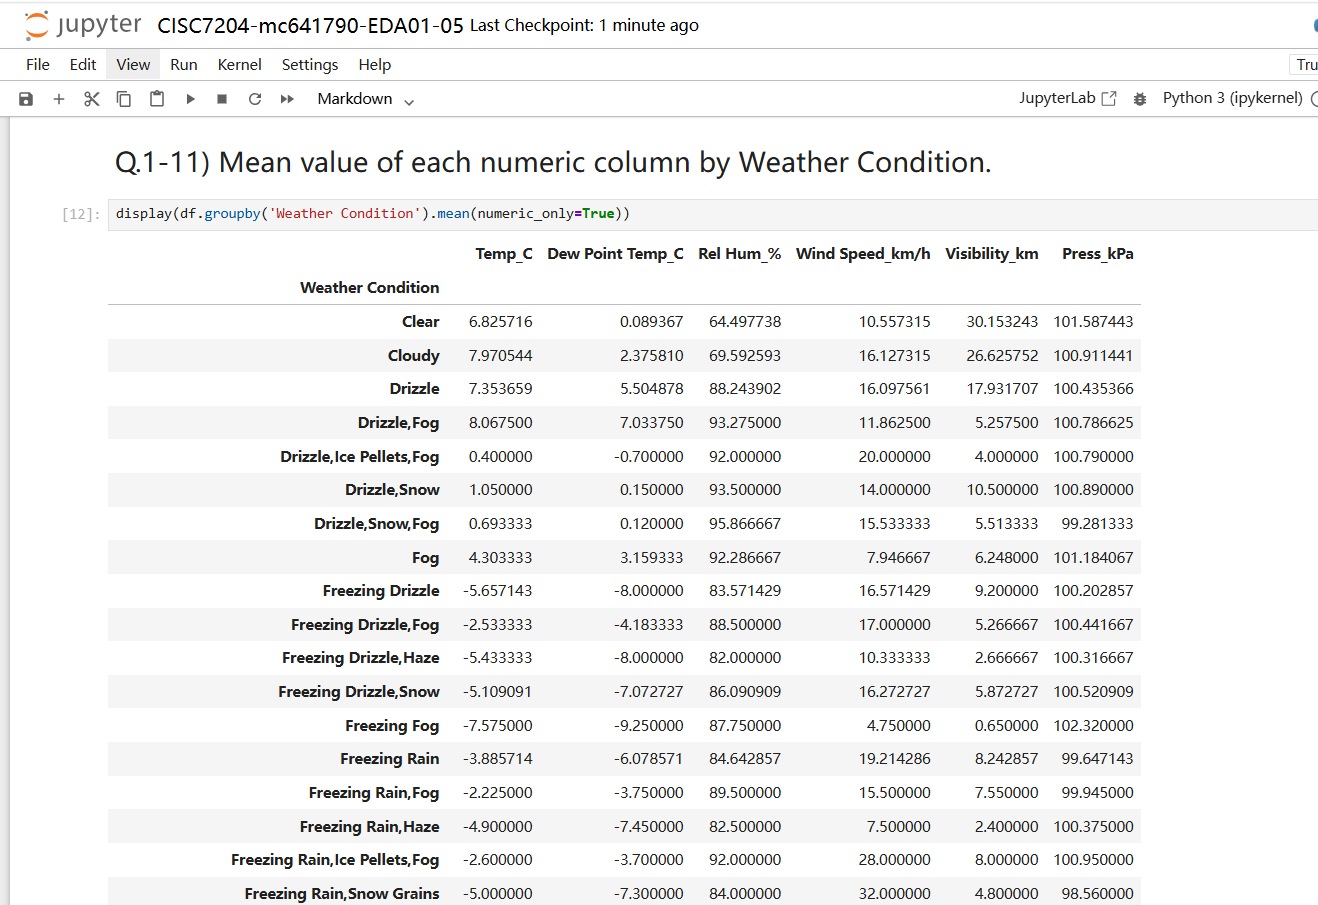 jupyter CISC7204-mc641790-EDA01-05 Last Checkpoint: 1 minute ago
File Edit View Run Kernel Settings Help Tru
Markdown JupyterLab Python 3 (ipykernel)
Q.1-11) Mean value of each numeric column by Weather Condition.
[12]: display(df.groupby('Weather Condition').mean(numeric_only=True))
Temp_C Dew Point Temp_C Rel Hum_% Wind Speed_km/h Visibility_km Press_kPa
Weather Condition
Clear 6.825716 0.089367 64.497738 10.557315 30.153243 101.587443
Cloudy 7.970544 2.375810 69.592593 16.127315 26.625752 100.911441
Drizzle 7.353659 5.504878 88.243902 16.097561 17.931707 100.435366
Drizzle,Fog 8.067500 7.033750 93.275000 11.862500 5.257500 100.786625
Drizzle,Ice Pellets,Fog 0.400000 -0.700000 92.000000 20.000000 4.000000 100.790000
Drizzle,Snow 1.050000 0.150000 93.500000 14.000000 10.500000 100.890000
Drizzle,Snow,Fog 0.693333 0.120000 95.866667 15.533333 5.513333 99.281333
Fog 4.303333 3.159333 92.286667 7.946667 6.248000 101.184067
Freezing Drizzle -5.657143 -8.000000 83.571429 16.571429 9.200000 100.202857
Freezing Drizzle,Fog -2.533333 -4.183333 88.500000 17.000000 5.266667 100.441667
Freezing Drizzle,Haze -5.433333 -8.000000 82.000000 10.333333 2.666667 100.316667
Freezing Drizzle,Snow -5.109091 -7.072727 86.090909 16.272727 5.872727 100.520909
Freezing Fog -7.575000 -9.250000 87.750000 4.750000 0.650000 102.320000
Freezing Rain -3.885714 -6.078571 84.642857 19.214286 8.242857 99.647143
Freezing Rain,Fog -2.225000 -3.750000 89.500000 15.500000 7.550000 99.945000
Freezing Rain,Haze -4.900000 -7.450000 82.500000 7.500000 2.400000 100.375000
Freezing Rain,Ice Pellets,Fog -2.600000 -3.700000 92.000000 28.000000 8.000000 100.950000
Freezing Rain,Snow Grains -5.000000 -7.300000 84.000000 32.000000 4.800000 98.560000